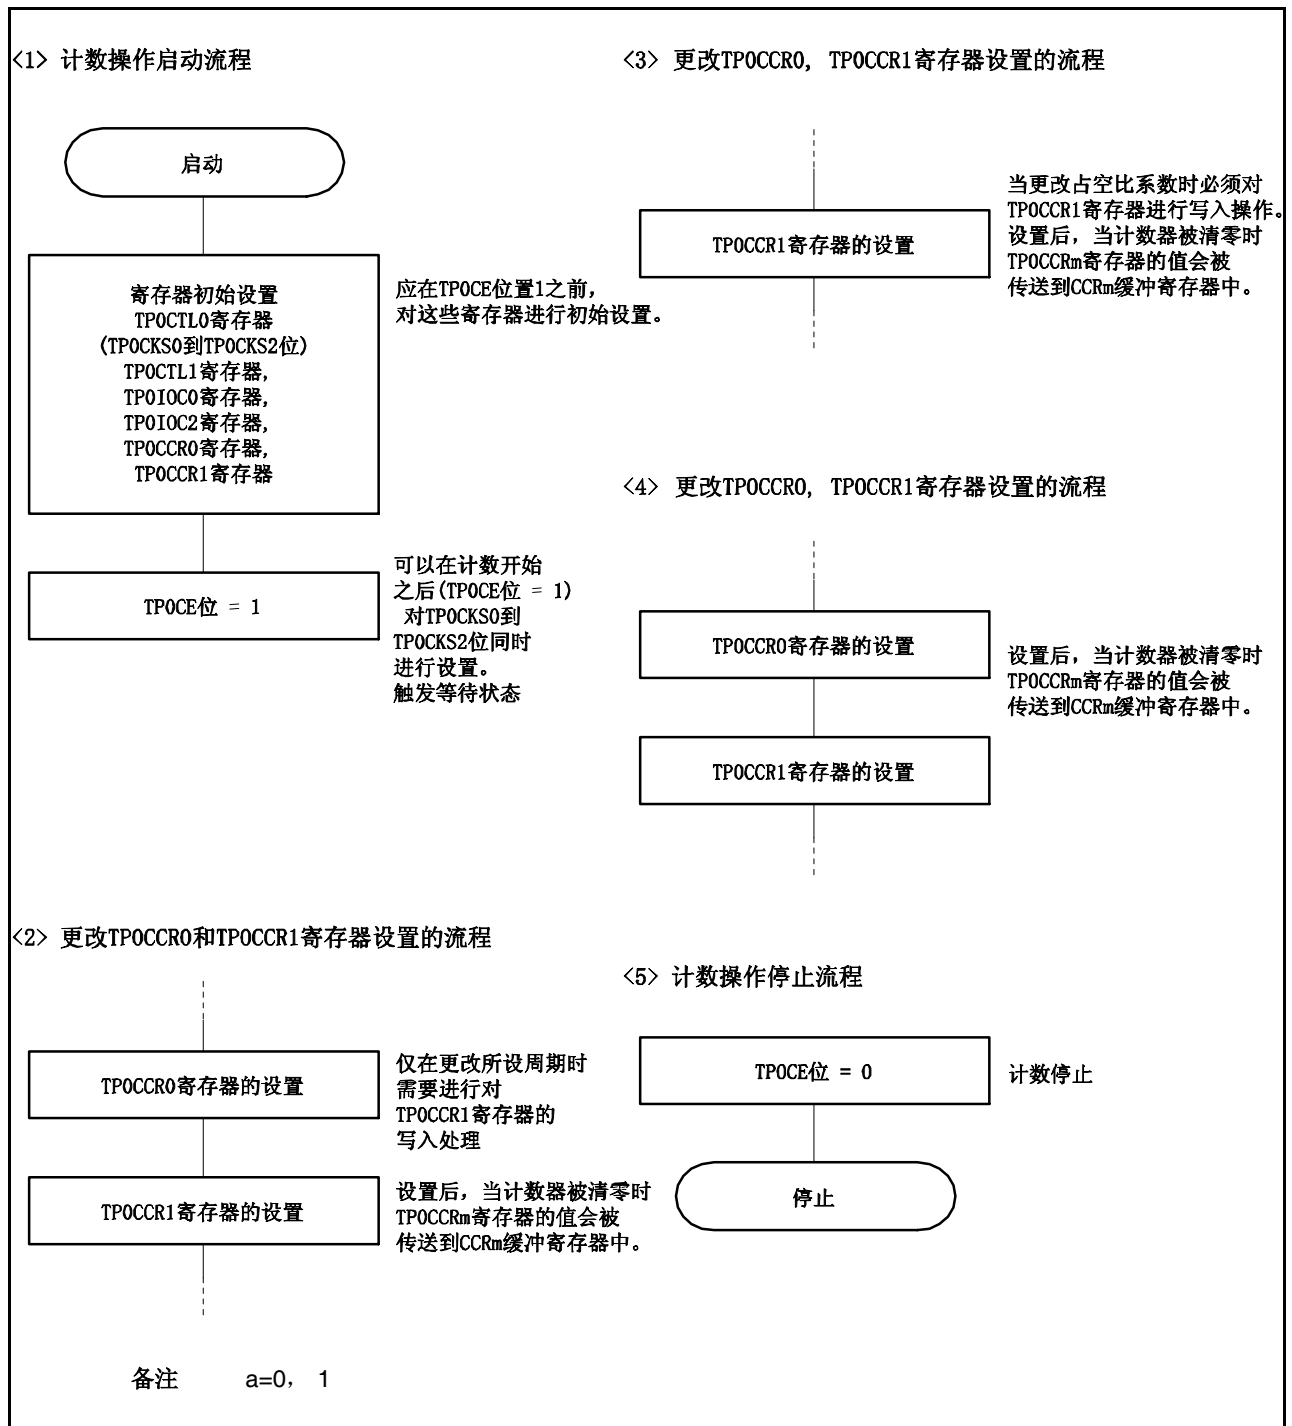 <1> 计数操作启动流程
启动
寄存器初始设置
TP0CTL0寄存器
(TP0CKS0到TP0CKS2位)
TP0CTL1寄存器,
TP0IOC0寄存器,
TP0IOC2寄存器,
TP0CCR0寄存器,
TP0CCR1寄存器
应在TP0CE位置1之前,
对这些寄存器进行初始设置。
TP0CE位 = 1
可以在计数开始
之后(TP0CE位 = 1)
对TP0CKS0到
TP0CKS2位同时
进行设置。
触发等待状态
<2> 更改TP0CCR0和TP0CCR1寄存器设置的流程
TP0CCR0寄存器的设置
仅在更改所设周期时
需要进行对
TP0CCR1寄存器的
写入处理
TP0CCR1寄存器的设置
设置后，当计数器被清零时
TP0CCRm寄存器的值会被
传送到CCRm缓冲寄存器中。
<3> 更改TP0CCR0, TP0CCR1寄存器设置的流程
TP0CCR1寄存器的设置
当更改占空比系数时必须对
TP0CCR1寄存器进行写入操作。
设置后，当计数器被清零时
TP0CCRm寄存器的值会被
传送到CCRm缓冲寄存器中。
<4> 更改TP0CCR0, TP0CCR1寄存器设置的流程
TP0CCR0寄存器的设置
设置后，当计数器被清零时
TP0CCRm寄存器的值会被
传送到CCRm缓冲寄存器中。
TP0CCR1寄存器的设置
<5> 计数操作停止流程
TP0CE位 = 0
计数停止
停止
备注 a=0， 1